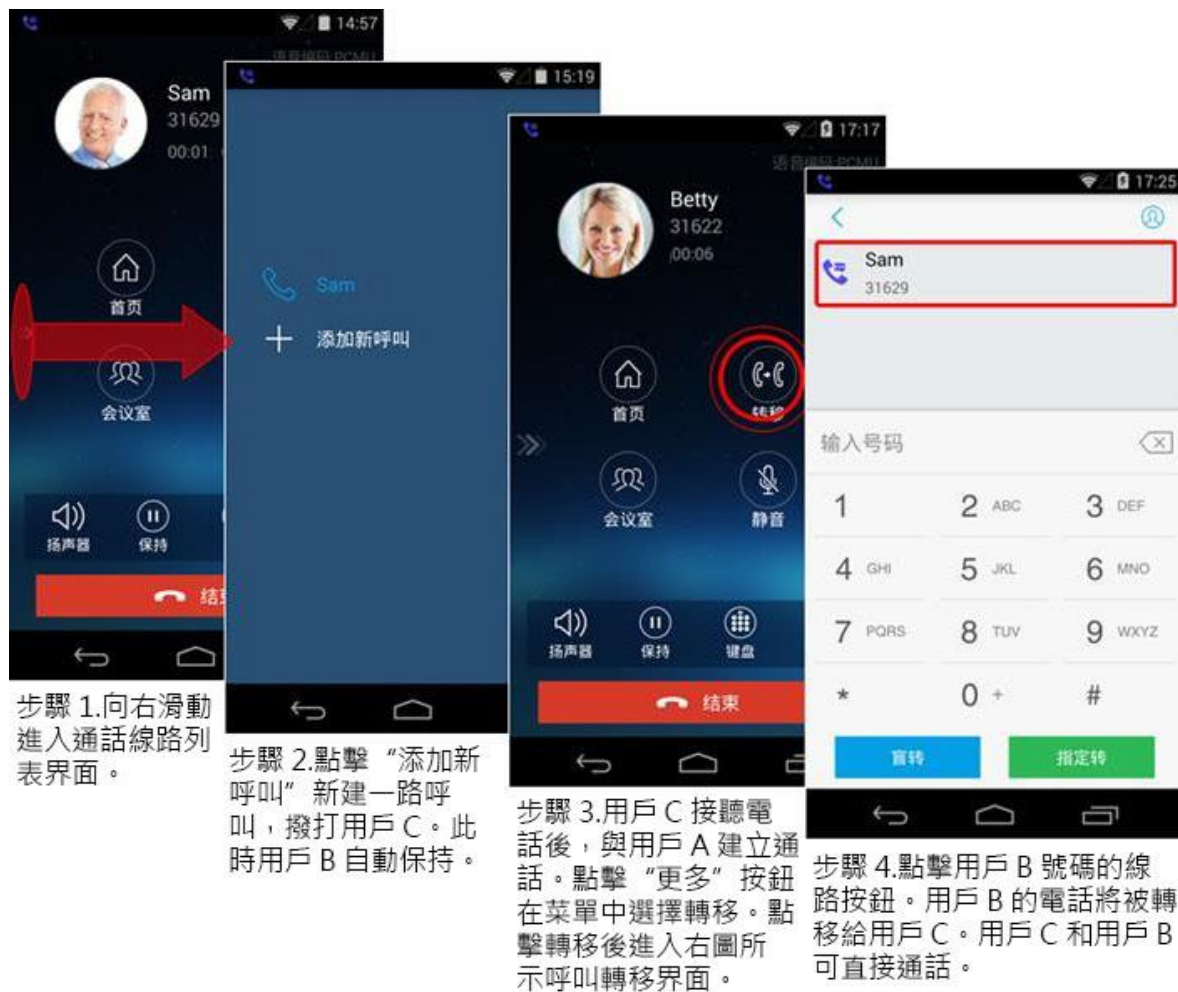 14:57
语音编码:PCMU
Sam
31629
00:01
首页
会议室
扬声器
保持
步驟 1.向右滑動
進入通話線路列
表界面。
15:19
Sam
添加新呼叫
步驟 2.點擊“添加新
呼叫”新建一路呼
叫,撥打用戶 C。此
時用戶 B 自動保持。
17:17
语音编码:PCMU
Betty
31622
00:06
首页
转移
会议室
静音
扬声器
保持
键盘
结束
步驟 3.用戶 C 接聽電
話後,與用戶 A 建立通
話。點擊“更多”按鈕
在菜單中選擇轉移。點
擊轉移後進入右圖所
示呼叫轉移界面。
17:25
Sam
31629
输入号码
1
2 ABC
3 DEF
4 GHI
5 JKL
6 MNO
7 PQRS
8 TUV
9 WXYZ
*
0 +
#
盲转
指定转
步驟 4.點擊用戶 B 號碼的線
路按鈕。用戶 B 的電話將被轉
移給用戶 C。用戶 C 和用戶 B
可直接通話。